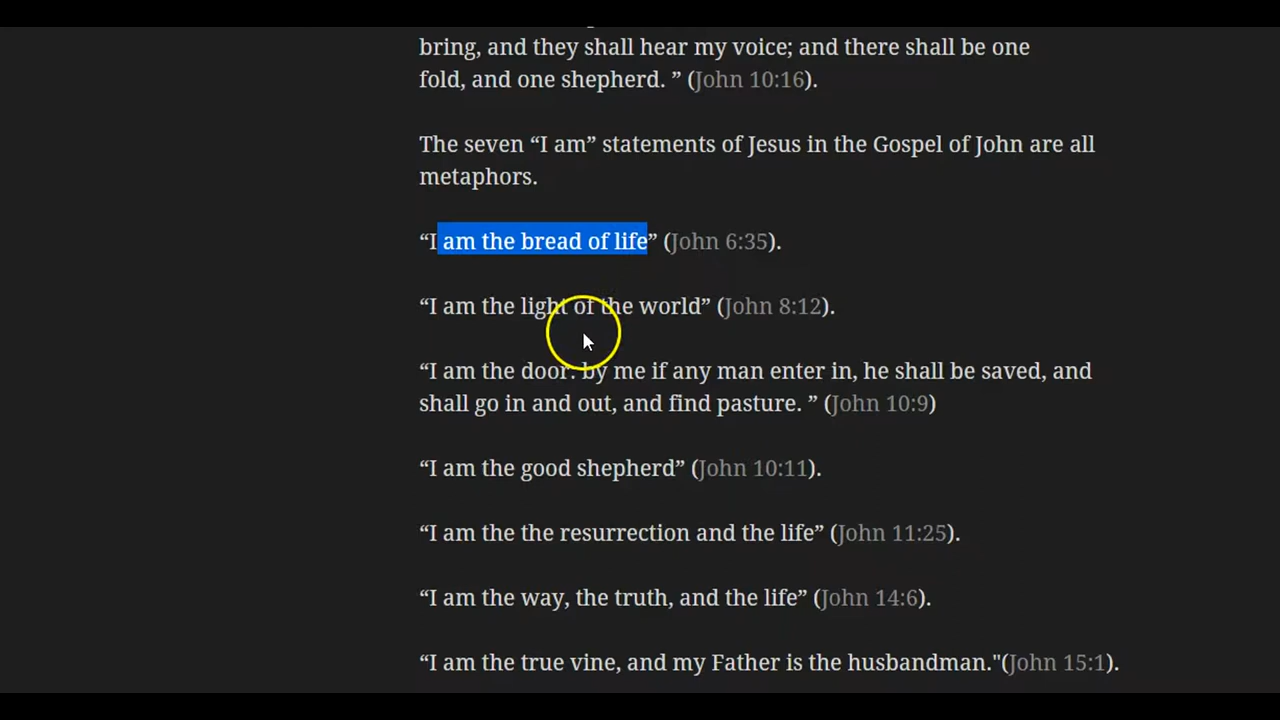 bring, and they shall hear my voice; and there shall be one
fold, and one shepherd. ” (John 10:16).
The seven “I am” statements of Jesus in the Gospel of John are all
metaphors.
“I am the bread of life” (John 6:35).
“I am the light of the world” (John 8:12).
“I am the door: by me if any man enter in, he shall be saved, and
shall go in and out, and find pasture. ” (John 10:9)
“I am the good shepherd” (John 10:11).
“I am the the resurrection and the life” (John 11:25).
“I am the way, the truth, and the life” (John 14:6).
“I am the true vine, and my Father is the husbandman."(John 15:1).